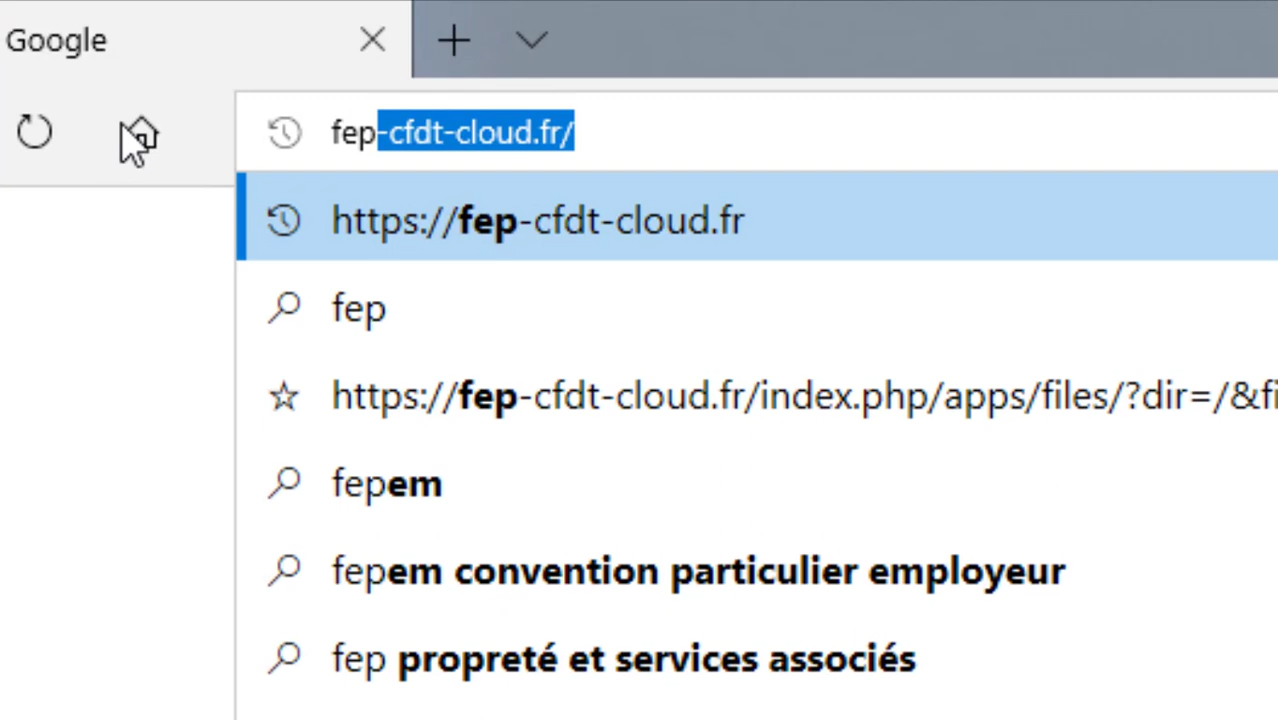 Google
fep-cfdt-cloud.fr/
https://fep-cfdt-cloud.fr
fep
https://fep-cfdt-cloud.fr/index.php/apps/files/?dir=/&fi
fepem
fepem convention particulier employeur
fep propreté et services associés